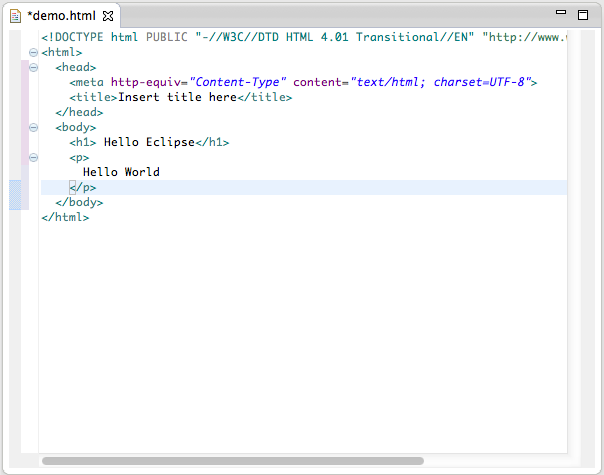 *demo.html
<!DOCTYPE html PUBLIC "-//W3C//DTD HTML 4.01 Transitional//EN" "http://www.
<html>
<head>
<meta http-equiv="Content-Type" content="text/html; charset=UTF-8">
<title>Insert title here</title>
</head>
<body>
<h1> Hello Eclipse</h1>
<p>
Hello World
</p>
</body>
</html>